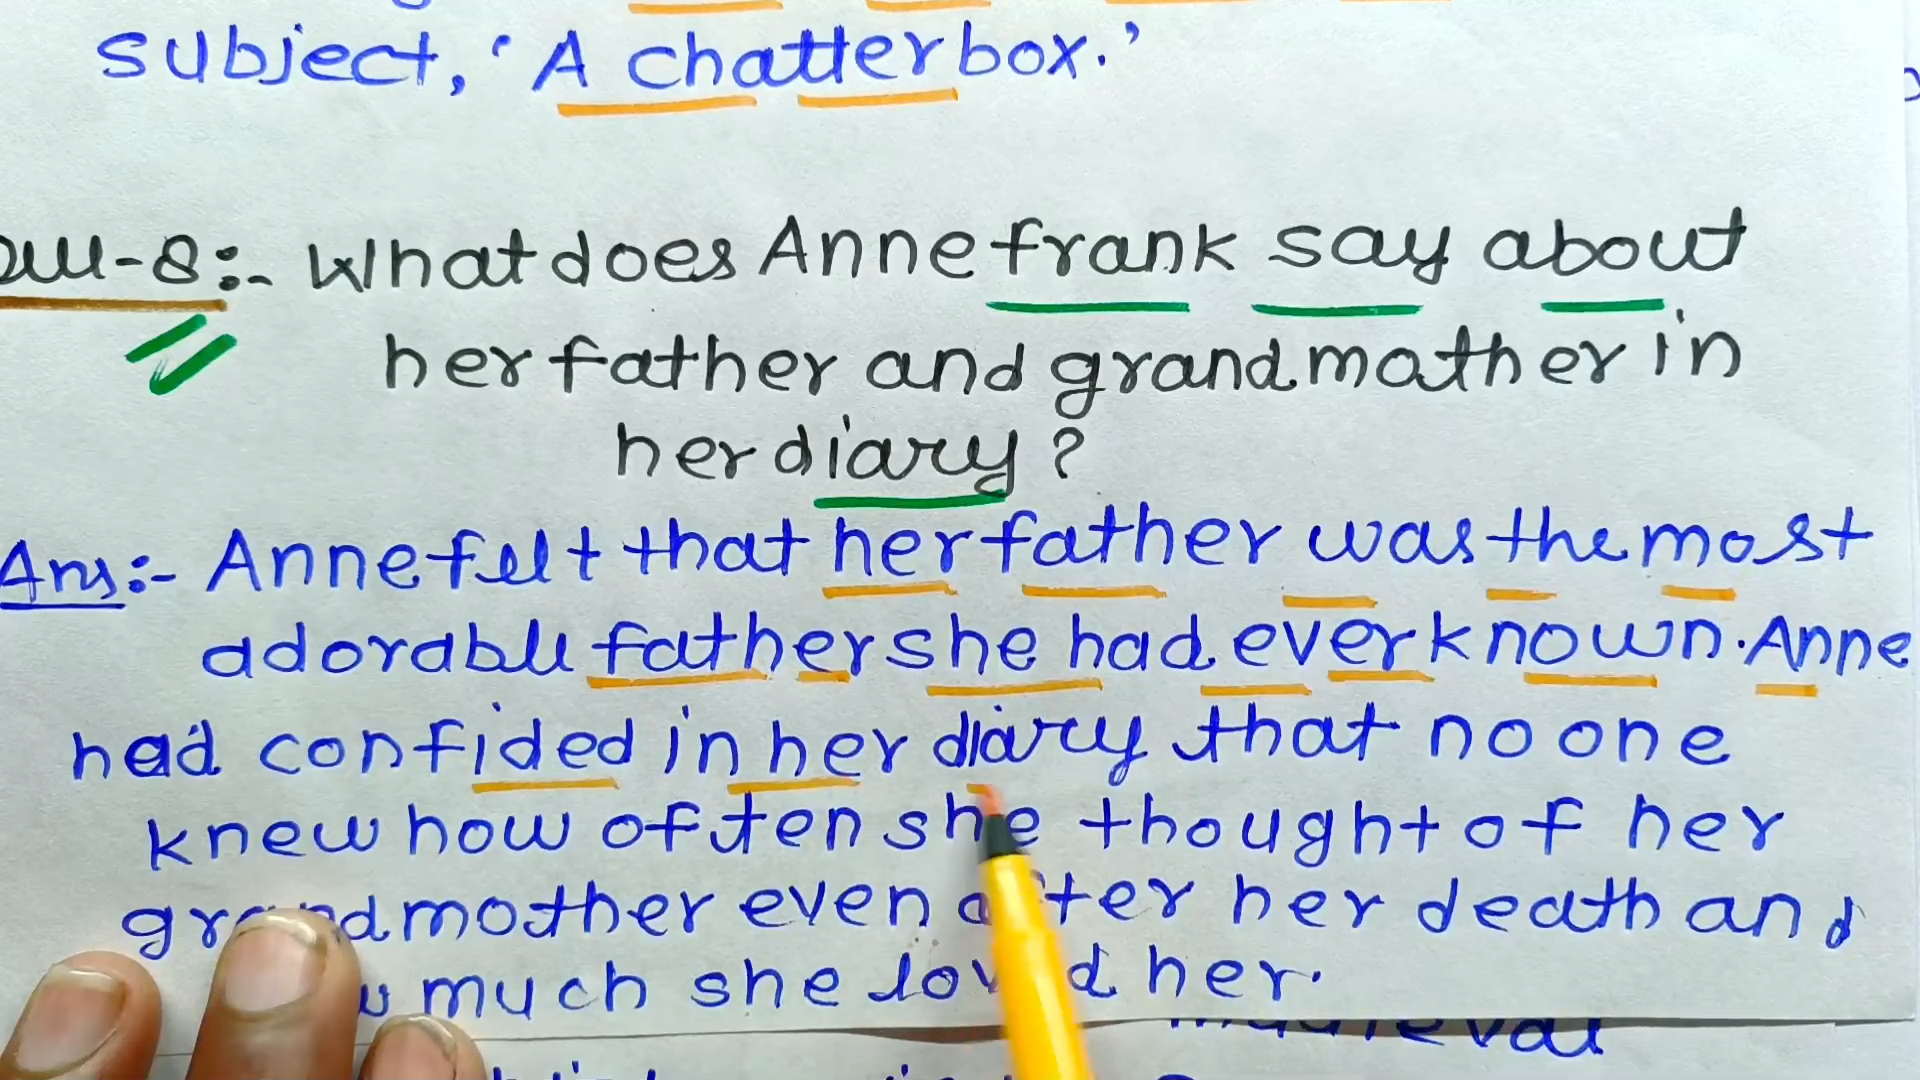 subject, 'A chatterbox.'
-8:- What does Anne frank say about
her father and grandmother in
her diary?
Ans:- Anne felt that her father was the most
adorable father she had ever known. Anne
had confided in her diary that no one
knew how often she thought of her
grandmother even after her death and
much she loved her.